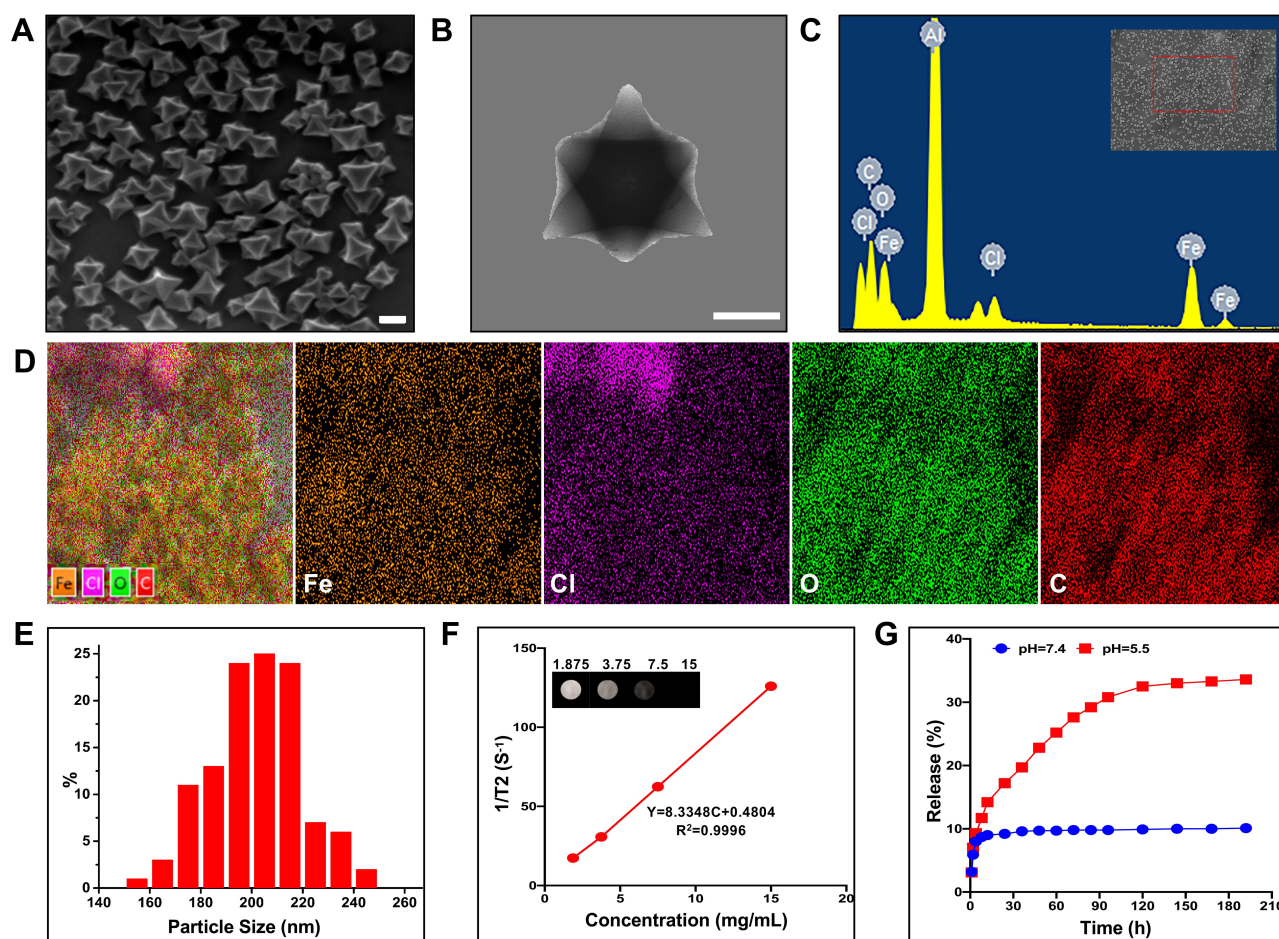 A
B
C
Al
C
O
Cl
Fe
Cl
Fe
Fe
D
Fe
Cl
O
C
Fe
Cl
O
C
E
%
25
20
15
10
5
0
140
160
180
200
220
240
260
Particle Size (nm)
F
1/T2 (S⁻¹)
150
100
50
0
1.875 3.75 7.5 15
Y=8.3348C+0.4804
R²=0.9996
0
5
10
15
20
Concentration (mg/mL)
G
Release (%)
40
30
20
10
0
pH=7.4
pH=5.5
0
30
60
90
120
150
180
210
Time (h)